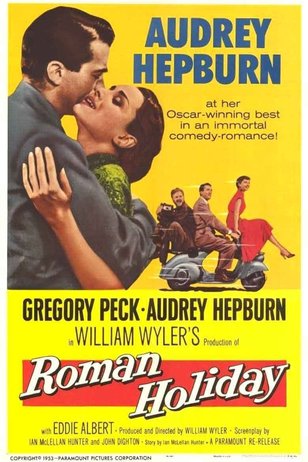 AUDREY
HEPBURN
at her
Oscar-winning best
in an immortal
comedy-romance!
GREGORY PECK · AUDREY HEPBURN
in WILLIAM WYLER'S Production of
Roman
Holiday
with EDDIE ALBERT · Produced and Directed by WILLIAM WYLER · Screenplay by
IAN McLELLAN HUNTER and JOHN DIGHTON · Story by Ian McLellan Hunter · A PARAMOUNT RE-RELEASE
COPYRIGHT © 1953—PARAMOUNT PICTURES CORPORATION